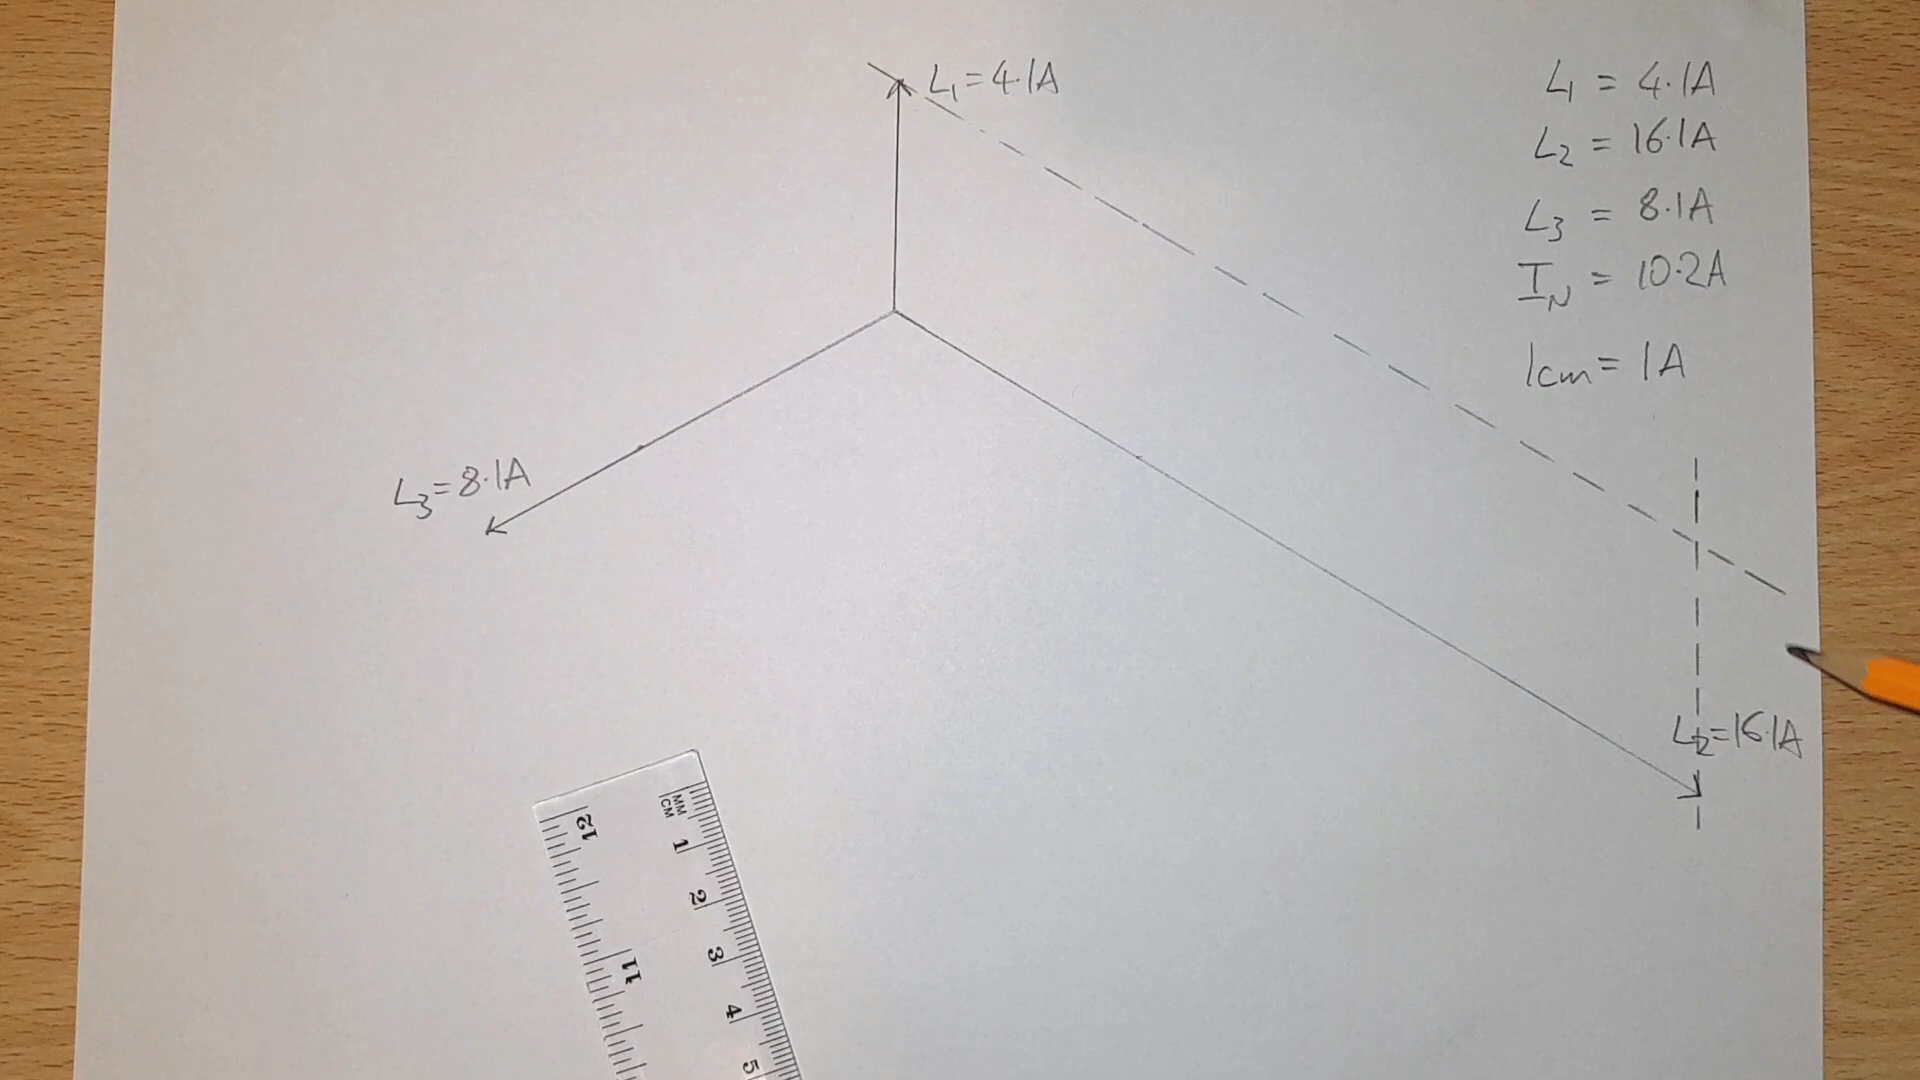 L₁=4.1A
L₁ = 4.1A
L₂ = 16.1A
L₃ = 8.1A
I_N = 10.2A
1cm = 1A
L₃=8.1A
L₂=16.1A
MM
CM
1
2
3
4
5
12
11